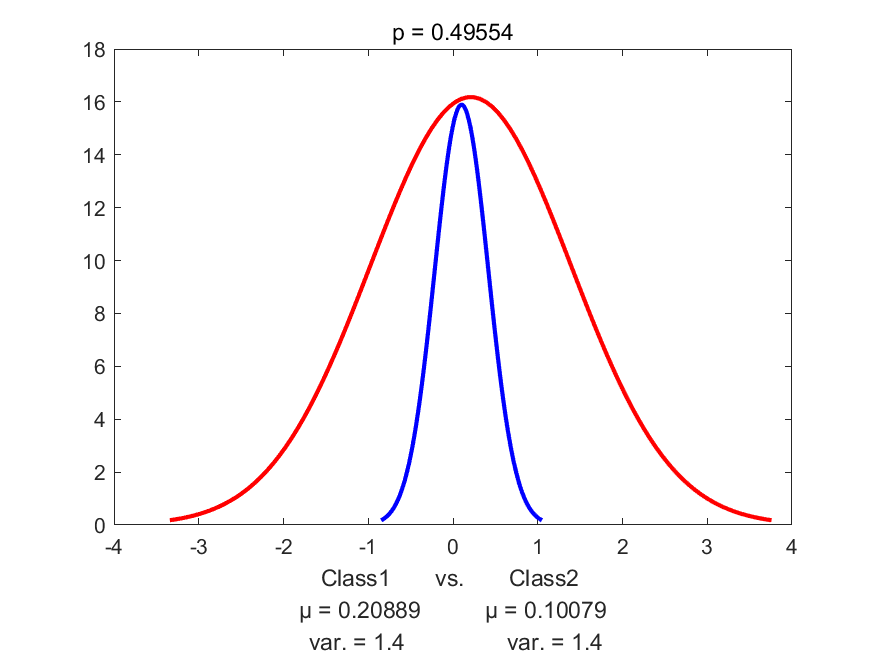 p = 0.49554
18
16
14
12
10
8
6
4
2
0
-4 -3 -2 -1 0 1 2 3 4
Class1 vs. Class2
μ = 0.20889 μ = 0.10079
var. = 1.4 var. = 1.4